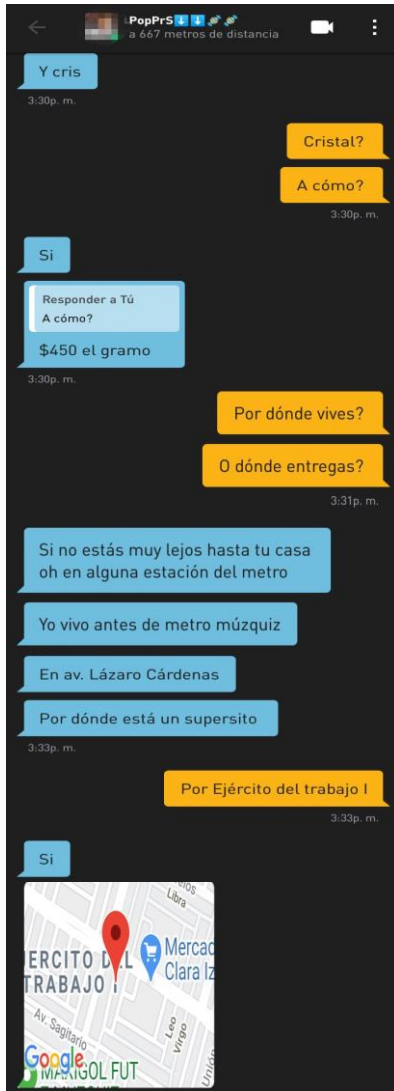 PopPrS⬇️⬇️🍬🍬
a 667 metros de distancia
Y cris
3:30p. m.
Cristal?
A cómo?
3:30p. m.
Si
Responder a Tú
A cómo?
$450 el gramo
3:30p. m.
Por dónde vives?
O dónde entregas?
3:31p. m.
Si no estás muy lejos hasta tu casa
oh en alguna estación del metro
Yo vivo antes de metro múzquiz
En av. Lázaro Cárdenas
Por dónde está un supersito
3:33p. m.
Por Ejército del trabajo I
3:33p. m.
Si
Libra
Mercad
Clara Iz
TRABAJO I
Av. Sagitario
Leo
Virgo
Unión
Google
GOL FUT